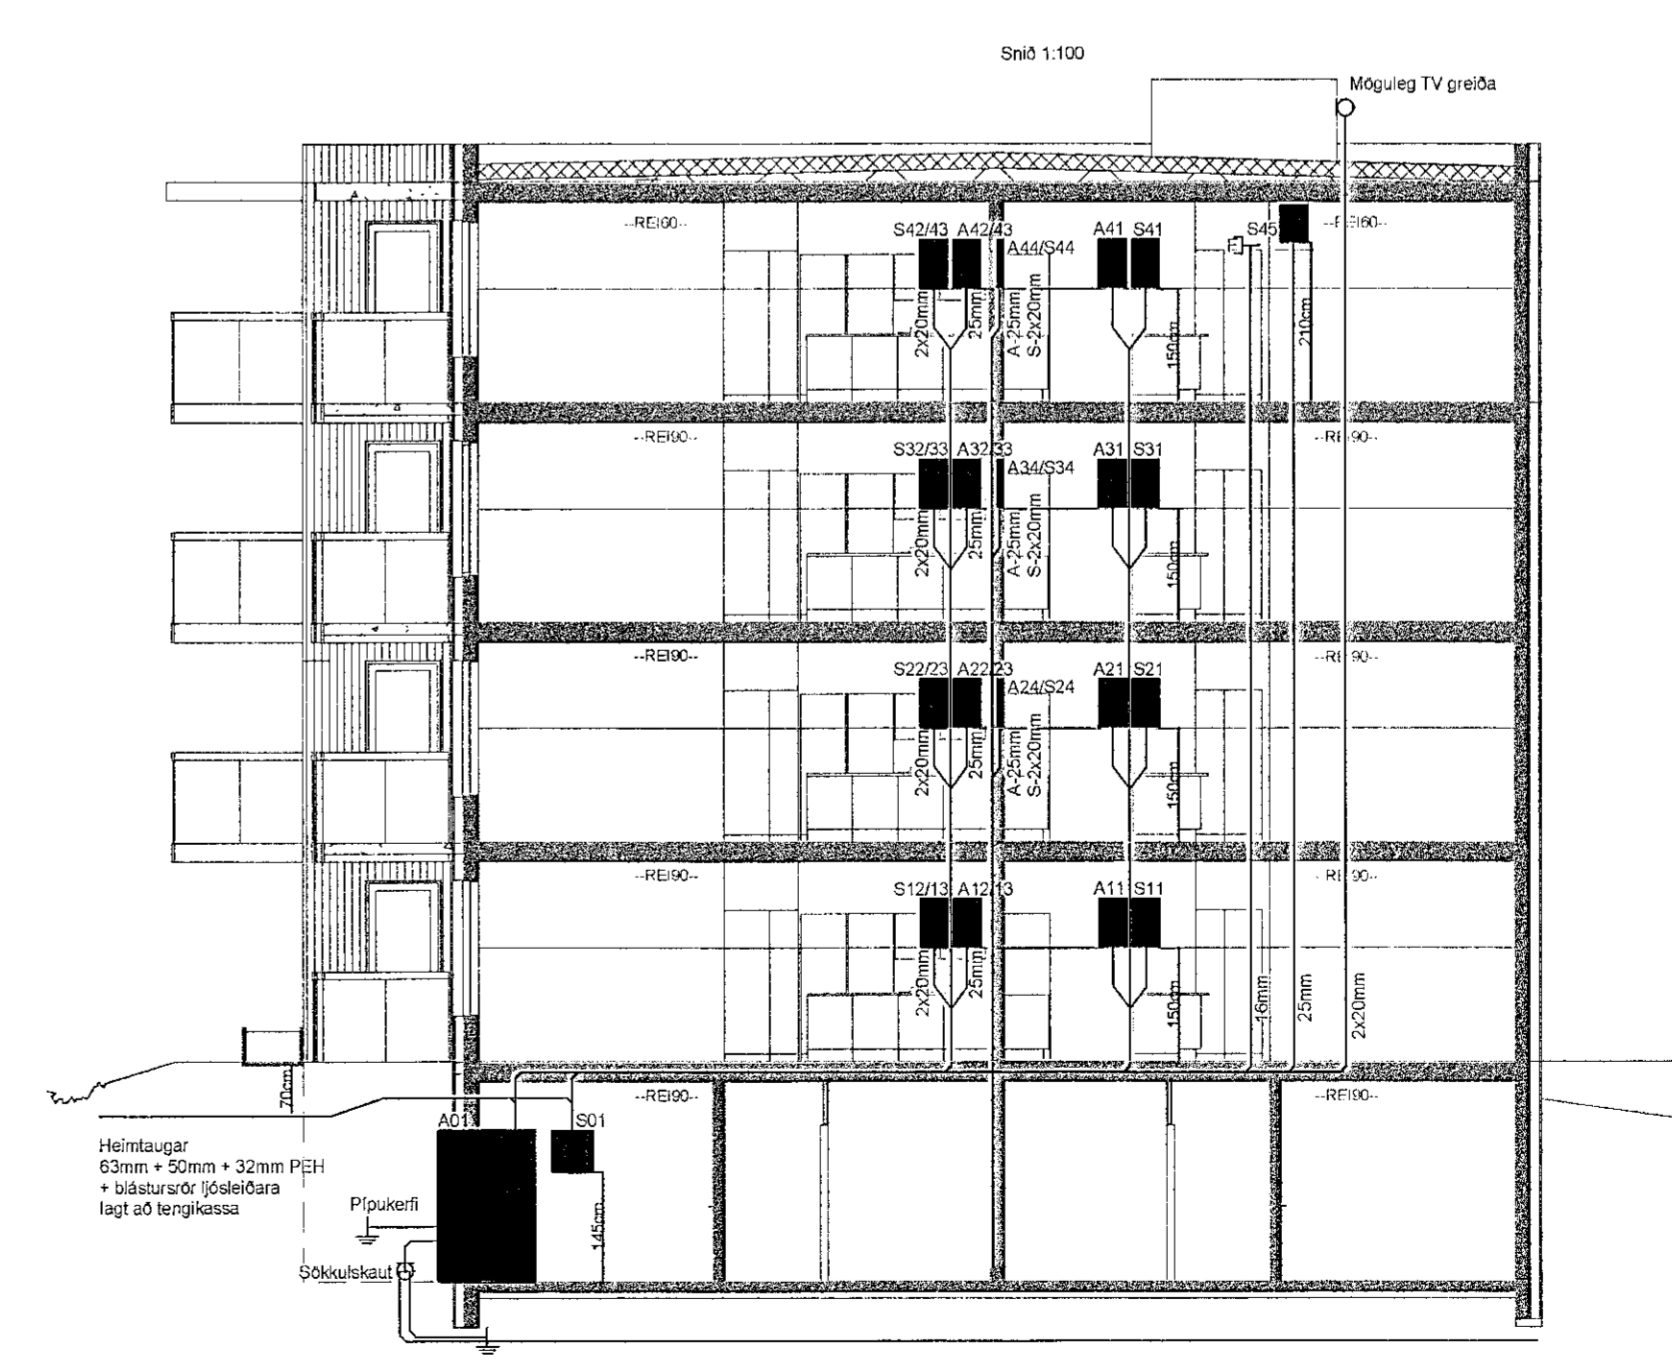 Snið 1:100
Möguleg TV greiða
--REI60--
S42/43 A42/43
A44/S44
A41 S41
S45
--REI60--
2x20mm
25mm
A-25mm
S-2x20mm
150cm
210cm
--REI90--
S32/33 A32/33
A34/S34
A31 S31
--REI90--
2x20mm
25mm
A-25mm
S-2x20mm
150cm
--REI90--
S22/23 A22/23
A24/S24
A21 S21
--REI90--
2x20mm
25mm
A-25mm
S-2x20mm
150cm
--REI90--
S12/13 A12/13
A11 S11
--REI90--
2x20mm
25mm
150cm
16mm
25mm
2x20mm
70cm
--REI90--
--REI90--
A01
S01
Heimtaugar
63mm + 50mm + 32mm PEH
+ blástursrör ljósleiðara
lagt að tengikassa
Pípukerfi
145cm
Sökkulskaut